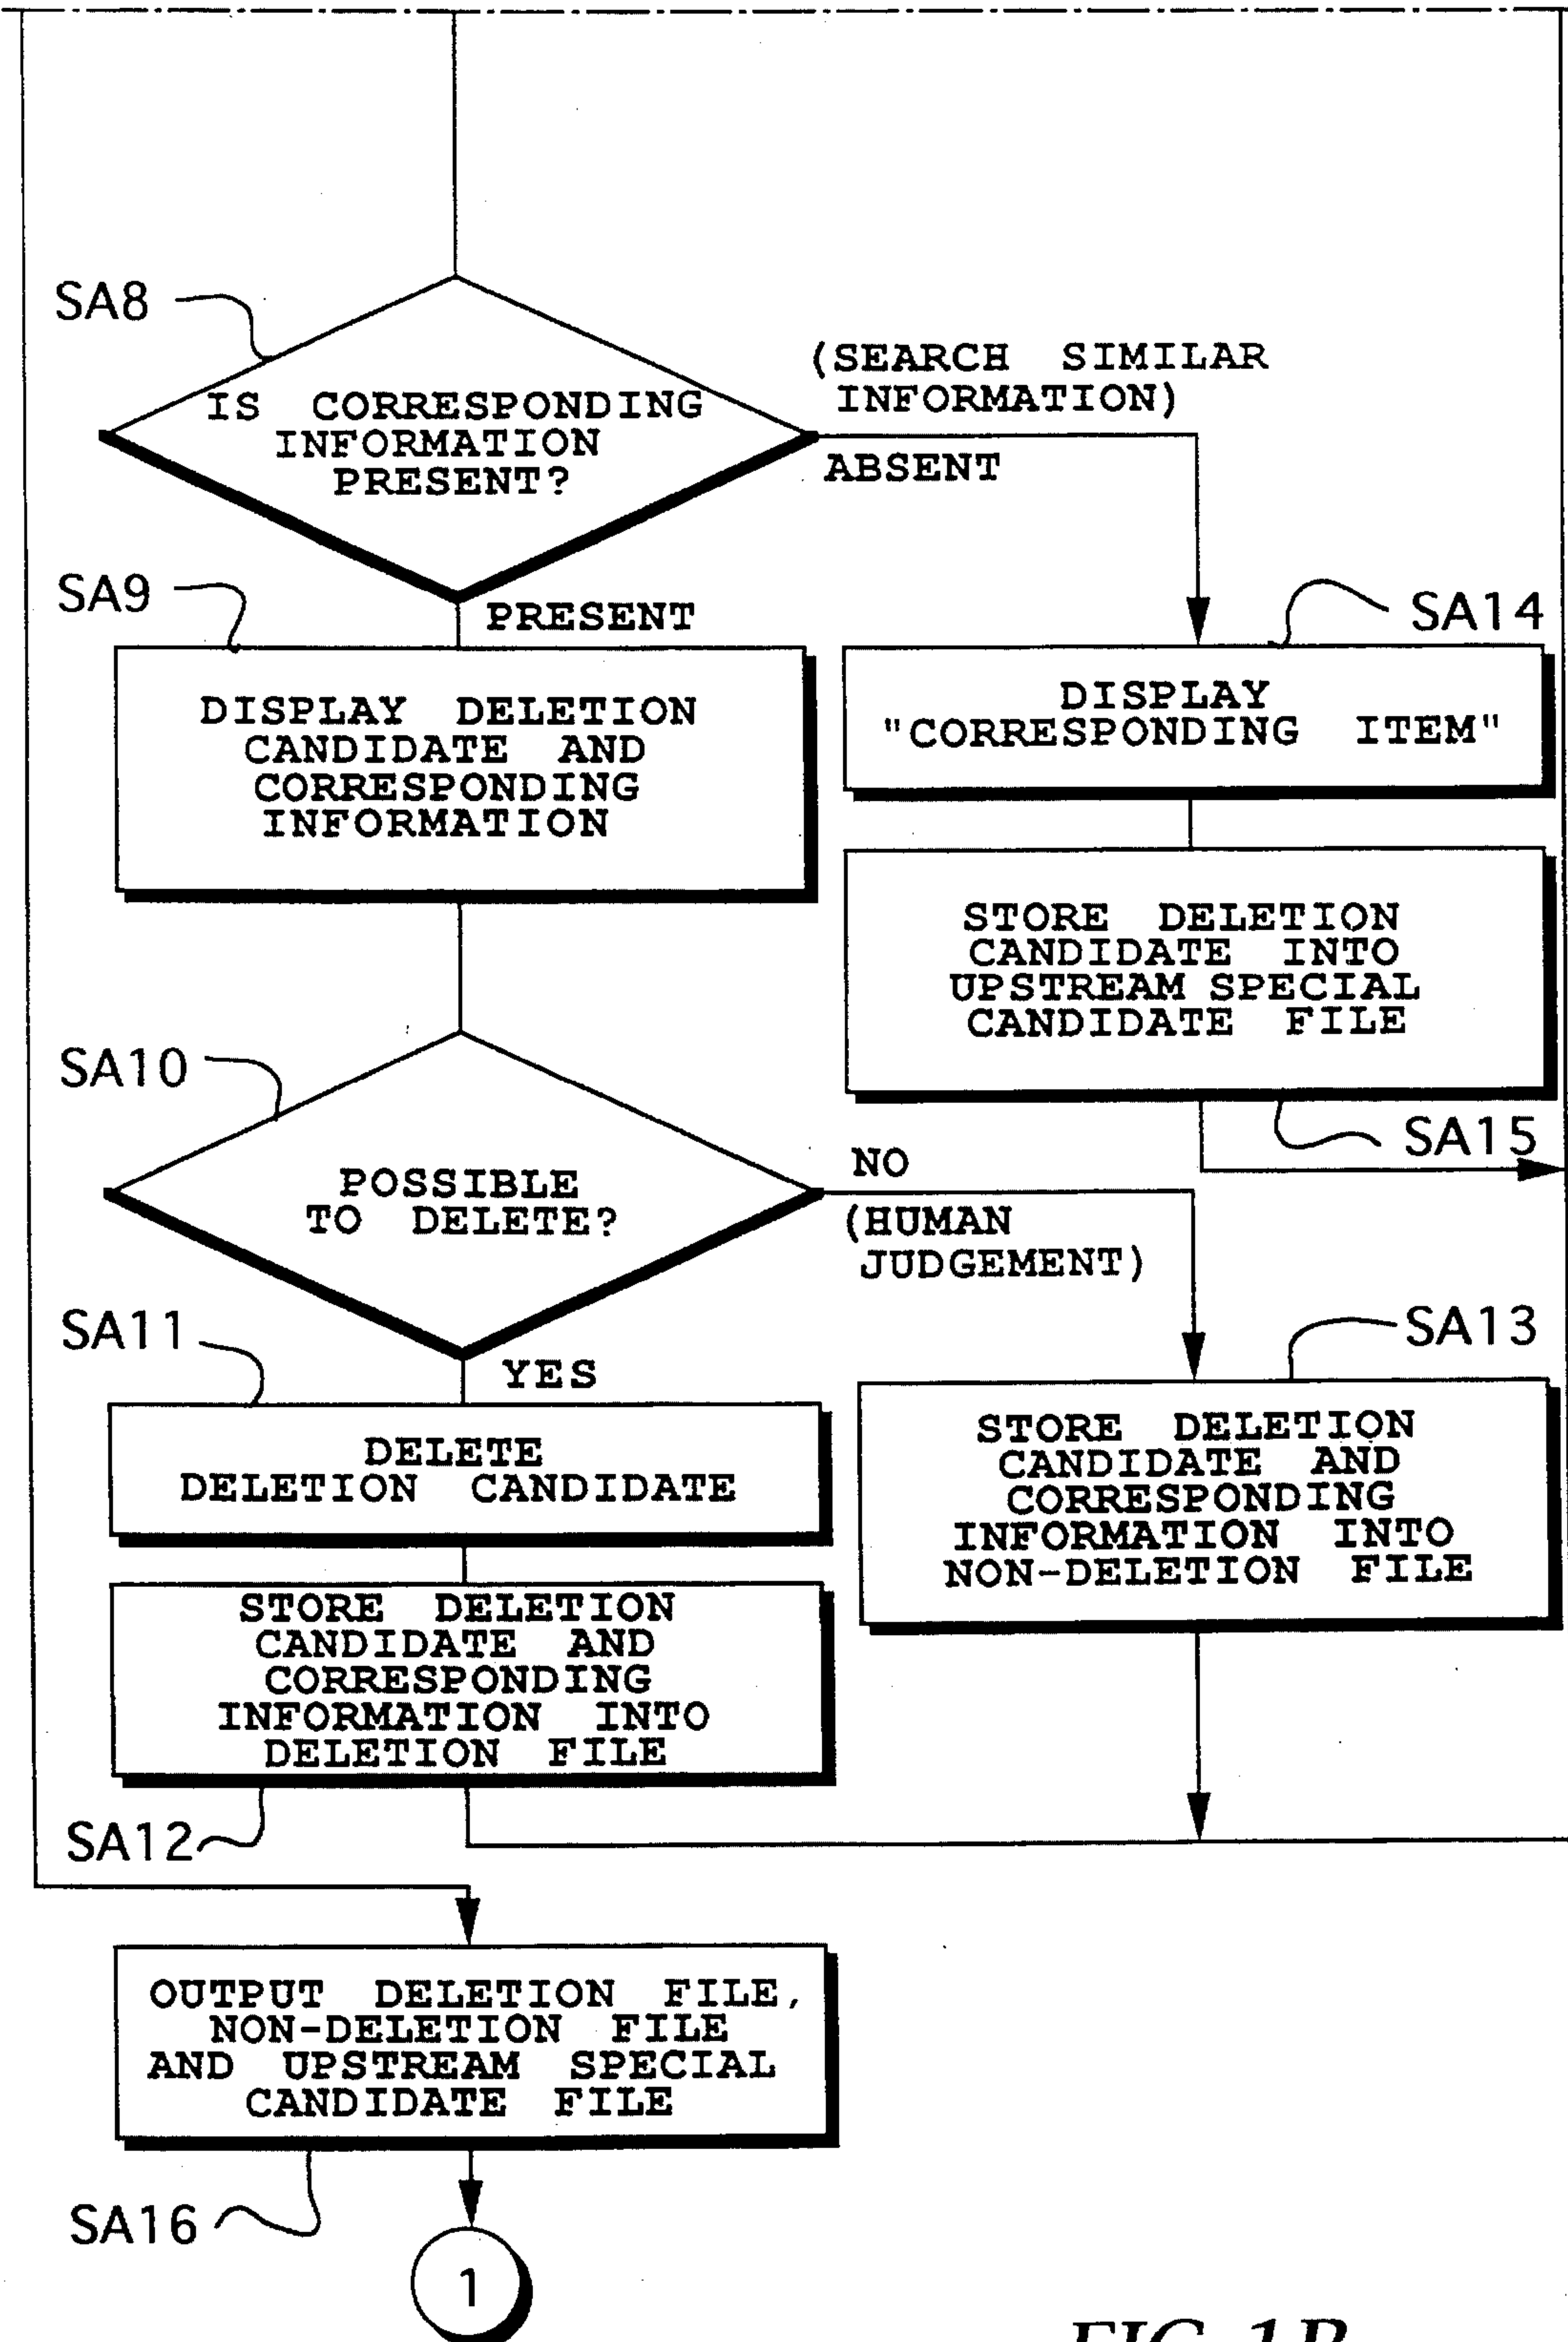 SA8
(SEARCH SIMILAR
INFORMATION)
IS CORRESPONDING
INFORMATION
PRESENT?
ABSENT
SA9
PRESENT
SA14
DISPLAY DELETION
CANDIDATE AND
CORRESPONDING
INFORMATION
DISPLAY
"CORRESPONDING ITEM"
STORE DELETION
CANDIDATE INTO
UPSTREAM SPECIAL
CANDIDATE FILE
SA10
SA15
POSSIBLE
TO DELETE?
NO
(HUMAN
JUDGEMENT)
SA11
YES
SA13
DELETE
DELETION CANDIDATE
STORE DELETION
CANDIDATE AND
CORRESPONDING
INFORMATION INTO
NON-DELETION FILE
STORE DELETION
CANDIDATE AND
CORRESPONDING
INFORMATION INTO
DELETION FILE
SA12
OUTPUT DELETION FILE,
NON-DELETION FILE
AND UPSTREAM SPECIAL
CANDIDATE FILE
SA16
1
FIG. 1B